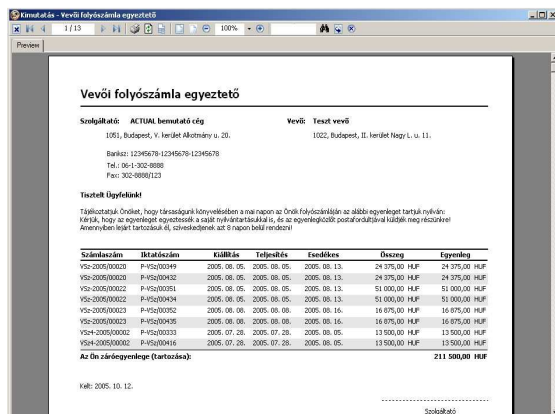 Kimutatás - Vevői folyószámla egyeztető
1 / 13
100%
Preview
Vevői folyószámla egyeztető
Szolgáltató: ACTUAL bemutató cég Vevő: Teszt vevő
1051, Budapest, V. kerület Alkotmány u. 20. 1022, Budapest, II. kerület Nagy L. u. 11.
Banksz: 12345678-12345678-12345678
Tel.: 06-1-302-8888
Fax: 302-8888/123
Tisztelt Ügyfelünk!
Tájékoztatjuk Önöket, hogy társaságunk könyvelésében a mai napon az Önök folyószámláján az alábbi egyenleget tartjuk nyilván:
Kérjük, hogy az egyenleget egyeztessék a saját nyilvántartásukkal is, és az egyenlegközlőt postafordultával küldjék meg részünkre!
Amennyiben lejárt tartozásuk él, szíveskedjenek azt 8 napon belül rendezni!
Számlaszám Iktatószám Kiállítás Teljesítés Esedékes Összeg Egyenleg
VSz-2005/00020 P-VSz/00349 2005. 08. 05. 2005. 08. 05. 2005. 08. 13. 24 375,00 HUF 24 375,00 HUF
VSz-2005/00020 P-VSz/00432 2005. 08. 05. 2005. 08. 05. 2005. 08. 13. 24 375,00 HUF 24 375,00 HUF
VSz-2005/00022 P-VSz/00351 2005. 08. 05. 2005. 08. 05. 2005. 08. 13. 51 000,00 HUF 51 000,00 HUF
VSz-2005/00022 P-VSz/00434 2005. 08. 05. 2005. 08. 05. 2005. 08. 13. 51 000,00 HUF 51 000,00 HUF
VSz-2005/00023 P-VSz/00352 2005. 08. 08. 2005. 08. 08. 2005. 08. 16. 16 875,00 HUF 16 875,00 HUF
VSz-2005/00023 P-VSz/00435 2005. 08. 08. 2005. 08. 08. 2005. 08. 16. 16 875,00 HUF 16 875,00 HUF
VSz4-2005/00002 P-VSz/00333 2005. 07. 28. 2005. 07. 28. 2005. 08. 05. 13 500,00 HUF 13 500,00 HUF
VSz4-2005/00002 P-VSz/00416 2005. 07. 28. 2005. 07. 28. 2005. 08. 05. 13 500,00 HUF 13 500,00 HUF
Az Ön záróegyenlege (tartozása): 211 500,00 HUF
Kelt: 2005. 10. 12.
Szolgáltató